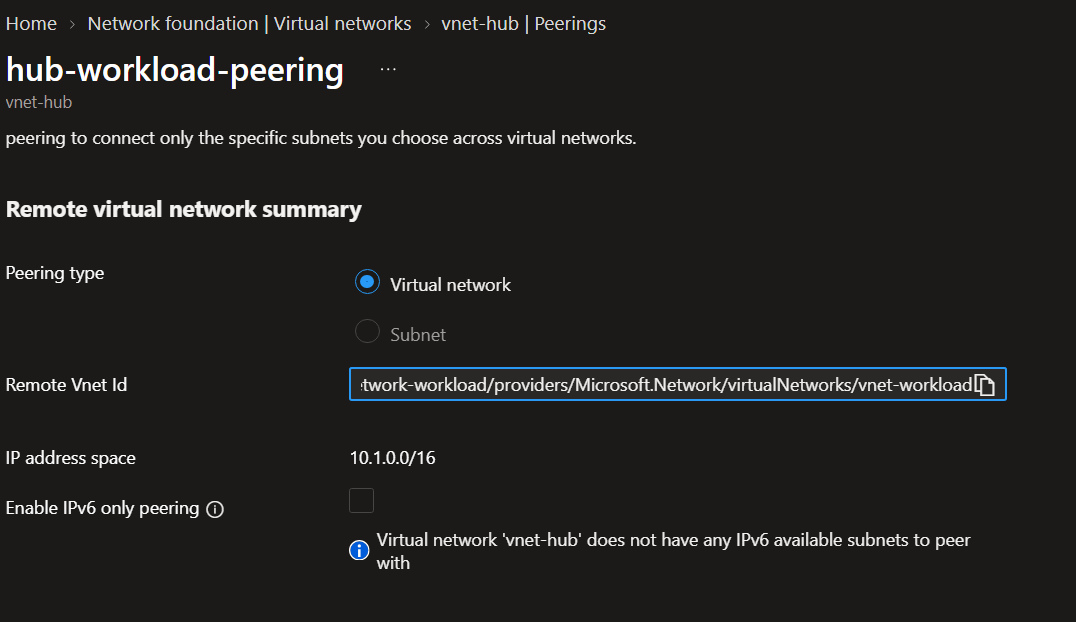 Home > Network foundation | Virtual networks > vnet-hub | Peerings
hub-workload-peering ...
vnet-hub
peering to connect only the specific subnets you choose across virtual networks.
Remote virtual network summary
Peering type
Virtual network
Subnet
Remote Vnet Id
twork-workload/providers/Microsoft.Network/virtualNetworks/vnet-workload
IP address space
10.1.0.0/16
Enable IPv6 only peering
Virtual network 'vnet-hub' does not have any IPv6 available subnets to peer
with